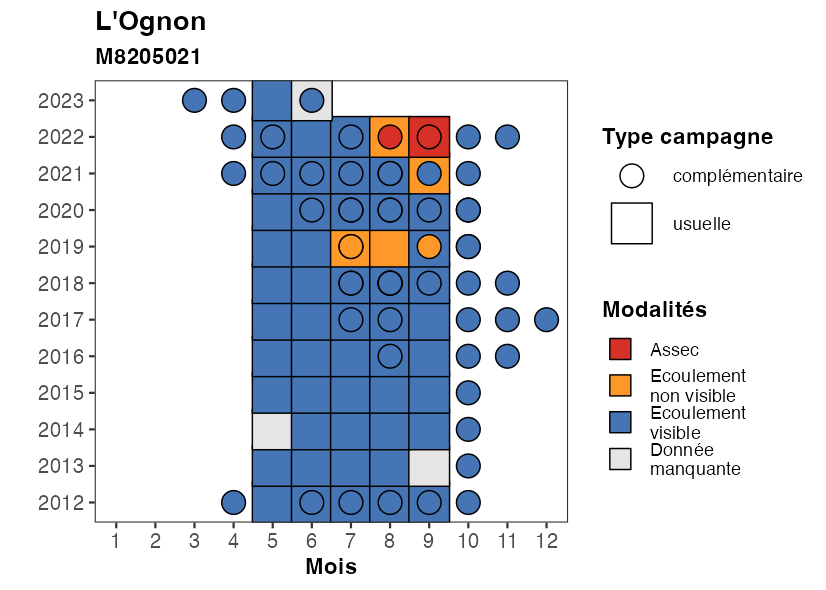 L'Ognon
M8205021
2023
2022
2021
2020
2019
2018
2017
2016
2015
2014
2013
2012
1 2 3 4 5 6 7 8 9 10 11 12
Mois
Type campagne
complémentaire
usuelle
Modalités
Assec
Ecoulement
non visible
Ecoulement
visible
Donnée
manquante